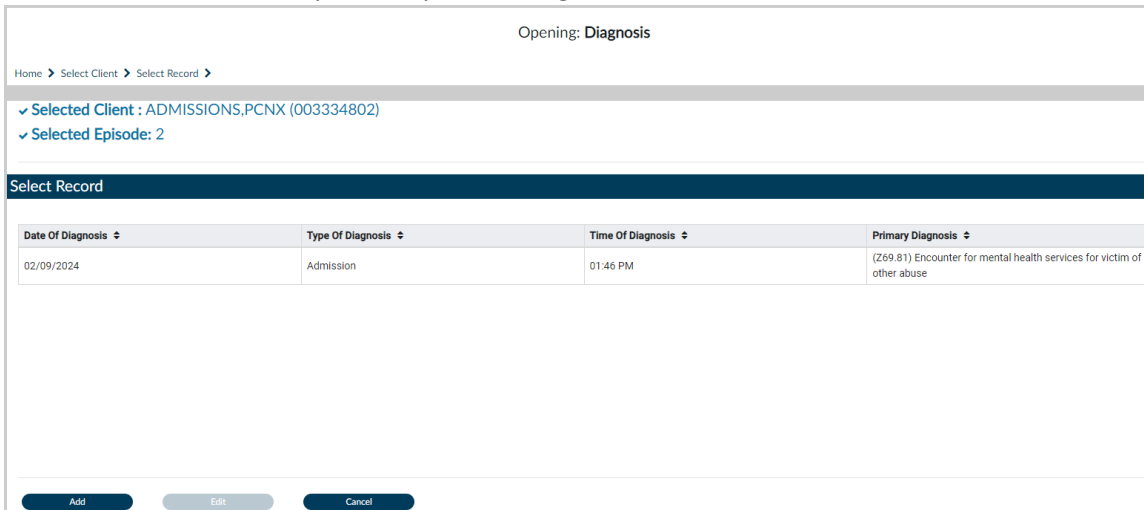 Opening: Diagnosis
Home > Select Client > Select Record >
Selected Client : ADMISSIONS,PCNX (003334802)
Selected Episode: 2
Select Record
Date Of Diagnosis Type Of Diagnosis Time Of Diagnosis Primary Diagnosis
02/09/2024 Admission 01:46 PM (Z69.81) Encounter for mental health services for victim of
other abuse
Add Edit Cancel